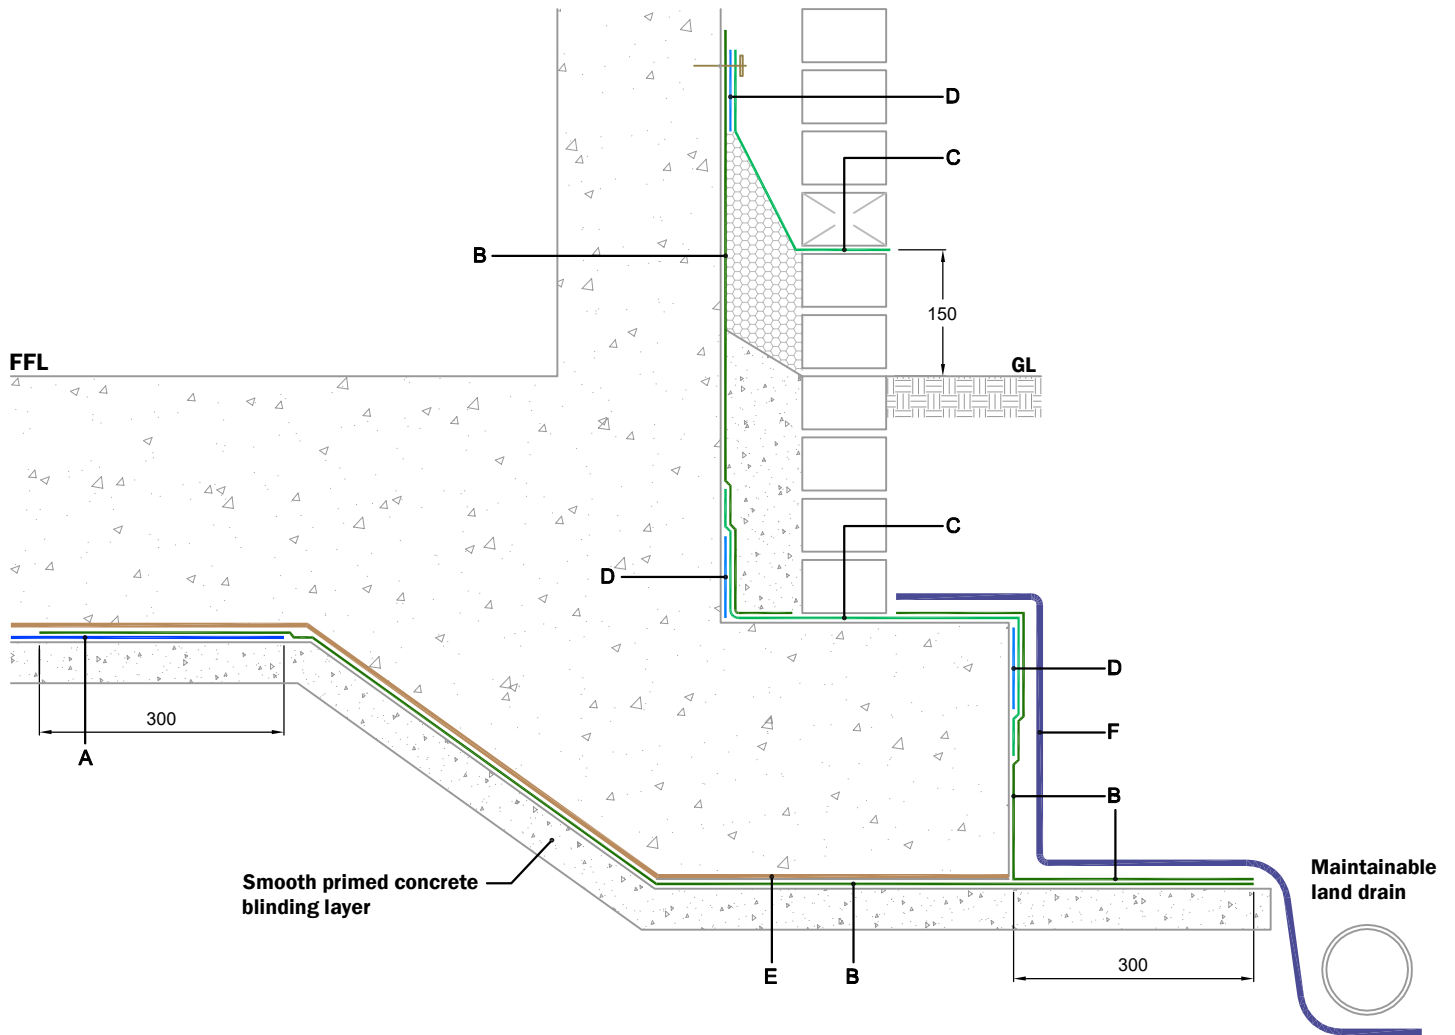 D
C
B
150
FFL
GL
C
D
D
300
F
A
B
Smooth primed concrete
blinding layer
Maintainable
land drain
300
E
B